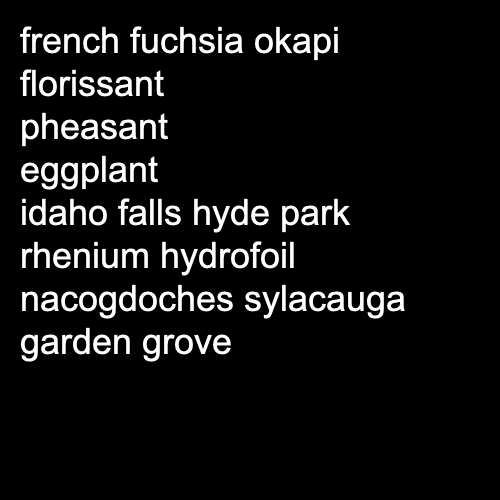 french fuchsia okapi
florissant
pheasant
eggplant
idaho falls hyde park
rhenium hydrofoil
nacogdoches sylacauga
garden grove